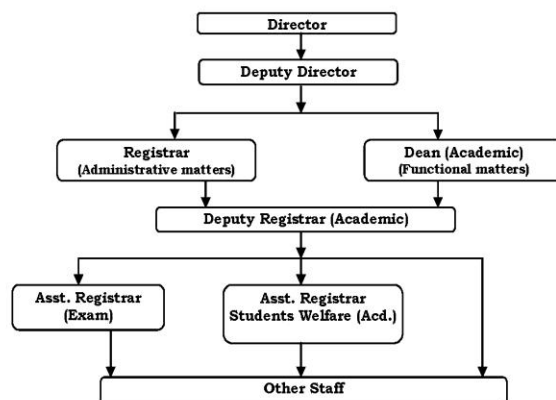 Director
Deputy Director
Registrar
(Administrative matters)
Dean (Academic)
(Functional matters)
Deputy Registrar (Academic)
Asst. Registrar
(Exam)
Asst. Registrar
Students Welfare (Acd.)
Other Staff